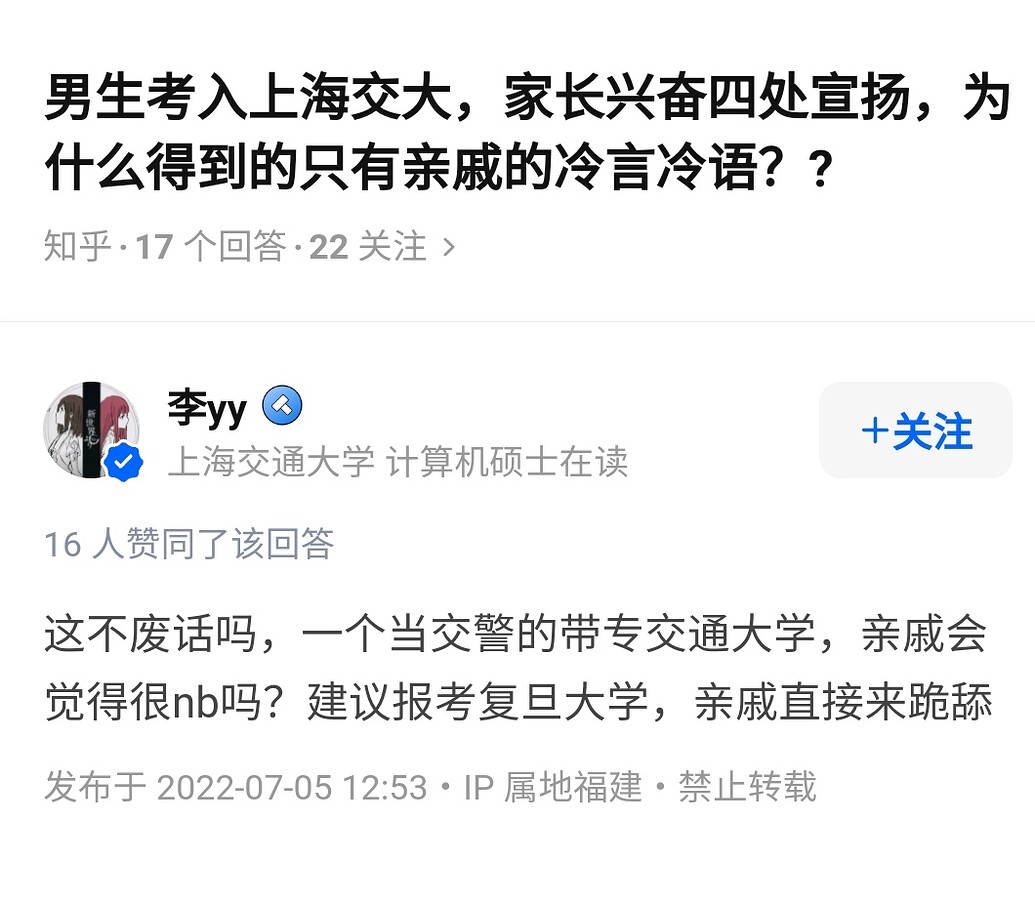 男生考入上海交大，家长兴奋四处宣扬，为
什么得到的只有亲戚的冷言冷语？?
知乎·17 个回答·22 关注 >
李yy
上海交通大学 计算机硕士在读
+关注
新世界
16 人赞同了该回答
这不废话吗，一个当交警的带专交通大学，亲戚会
觉得很nb吗？建议报考复旦大学，亲戚直接来跪舔
发布于 2022-07-05 12:53・IP 属地福建・禁止转载